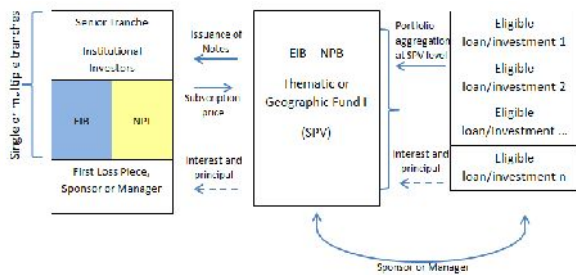 Single or multiple tranches
Senior Tranche
Institutional
Investors
EIB
NPI
First Loss Piece,
Sponsor or Manager
Issuance of
Notes
Subscription
price
Interest and
principal
EIB NPB
Thematic or
Geographic Fund I
(SPV)
Portfolio
aggregation
at SPV level
Interest and
principal
Eligible
loan/investment 1
Eligible
loan/investment 2
Eligible
loan/investment ...
Eligible
loan/investment n
Sponsor or Manager